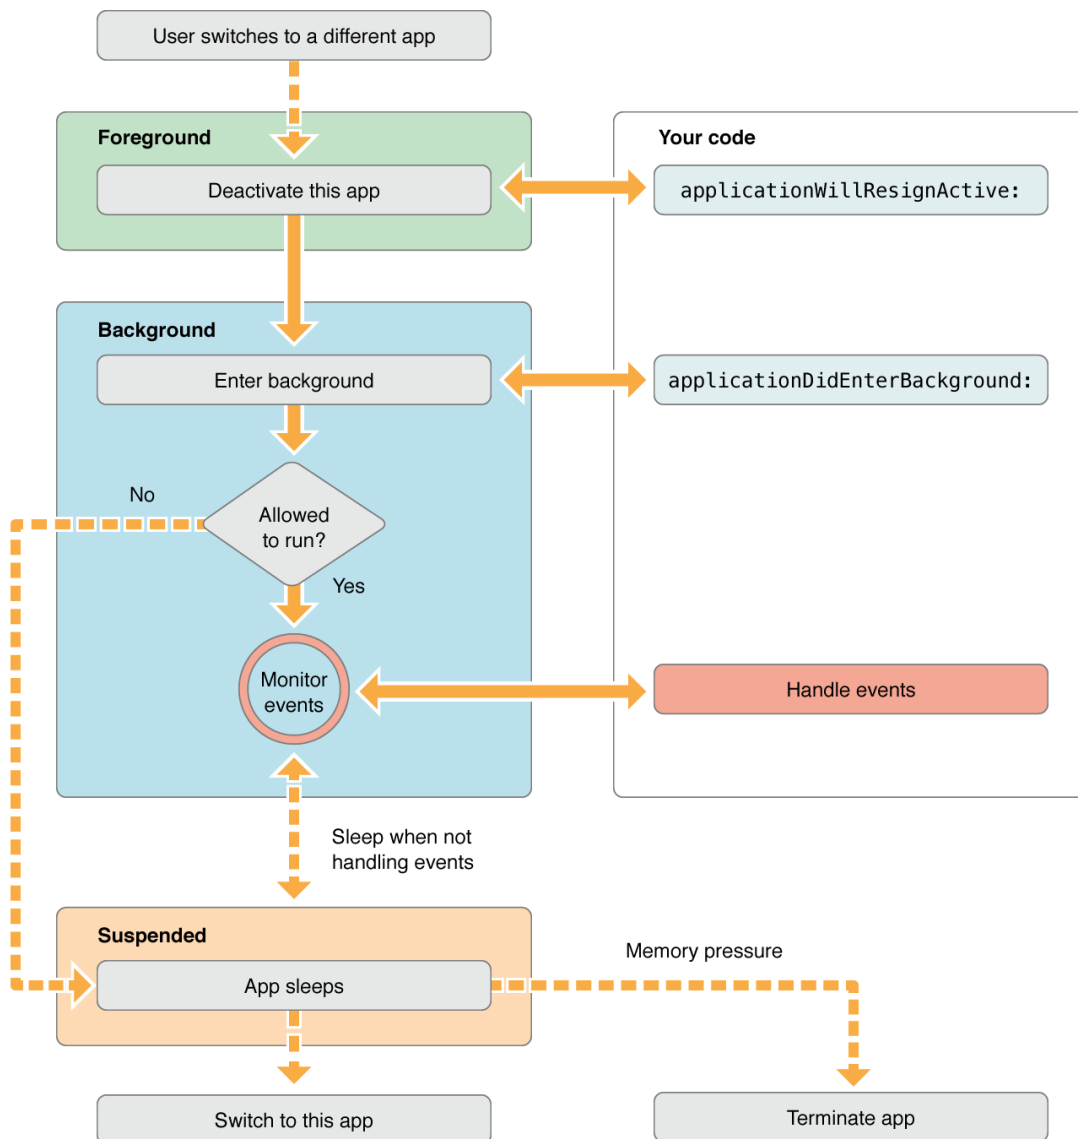 User switches to a different app
Foreground
Your code
Deactivate this app
applicationWillResignActive:
Background
Enter background
applicationDidEnterBackground:
No
Allowed
to run?
Yes
Monitor
events
Handle events
Sleep when not
handling events
Suspended
Memory pressure
App sleeps
Switch to this app
Terminate app